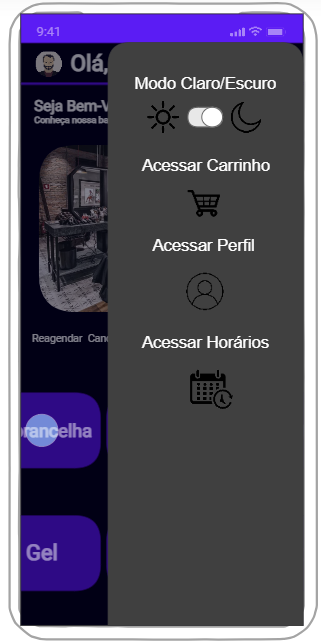 9:41
Olá,
Modo Claro/Escuro
Seja Bem-V
Conheça nossa ba
Acessar Carrinho
Acessar Perfil
Reagendar Canc
Acessar Horários
rancelha
Gel